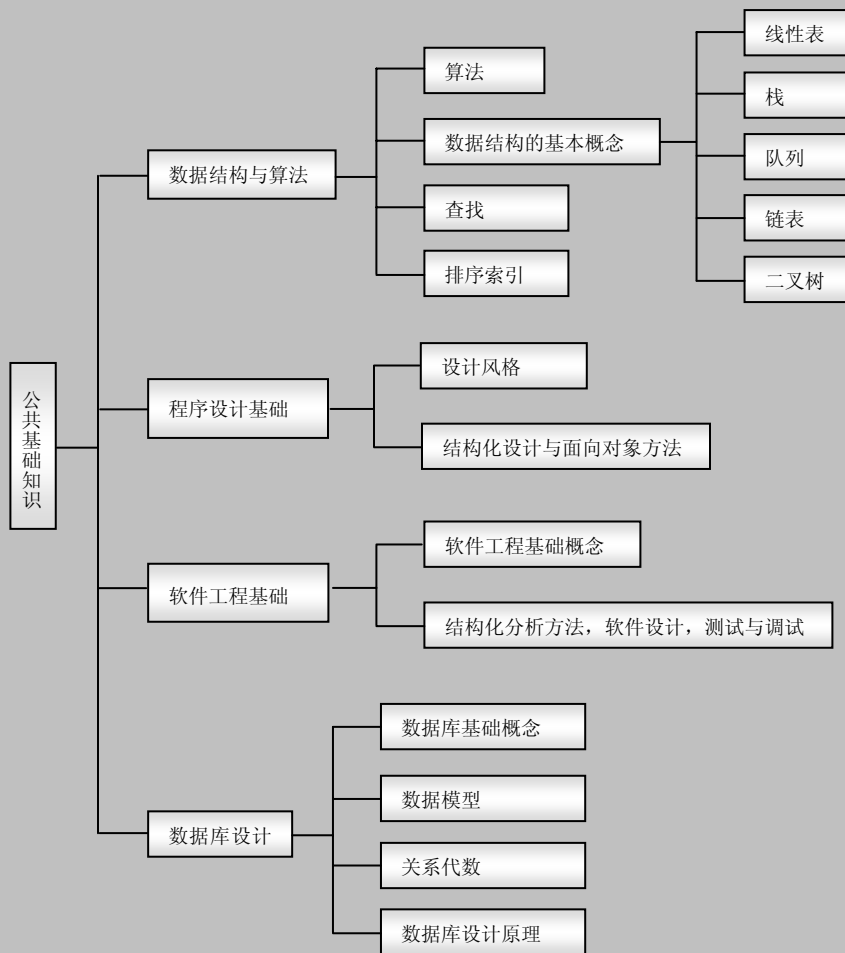 公共基础知识
数据结构与算法
算法
数据结构的基本概念
线性表
栈
队列
链表
二叉树
查找
排序索引
程序设计基础
设计风格
结构化设计与面向对象方法
软件工程基础
软件工程基础概念
结构化分析方法，软件设计，测试与调试
数据库设计
数据库基础概念
数据模型
关系代数
数据库设计原理